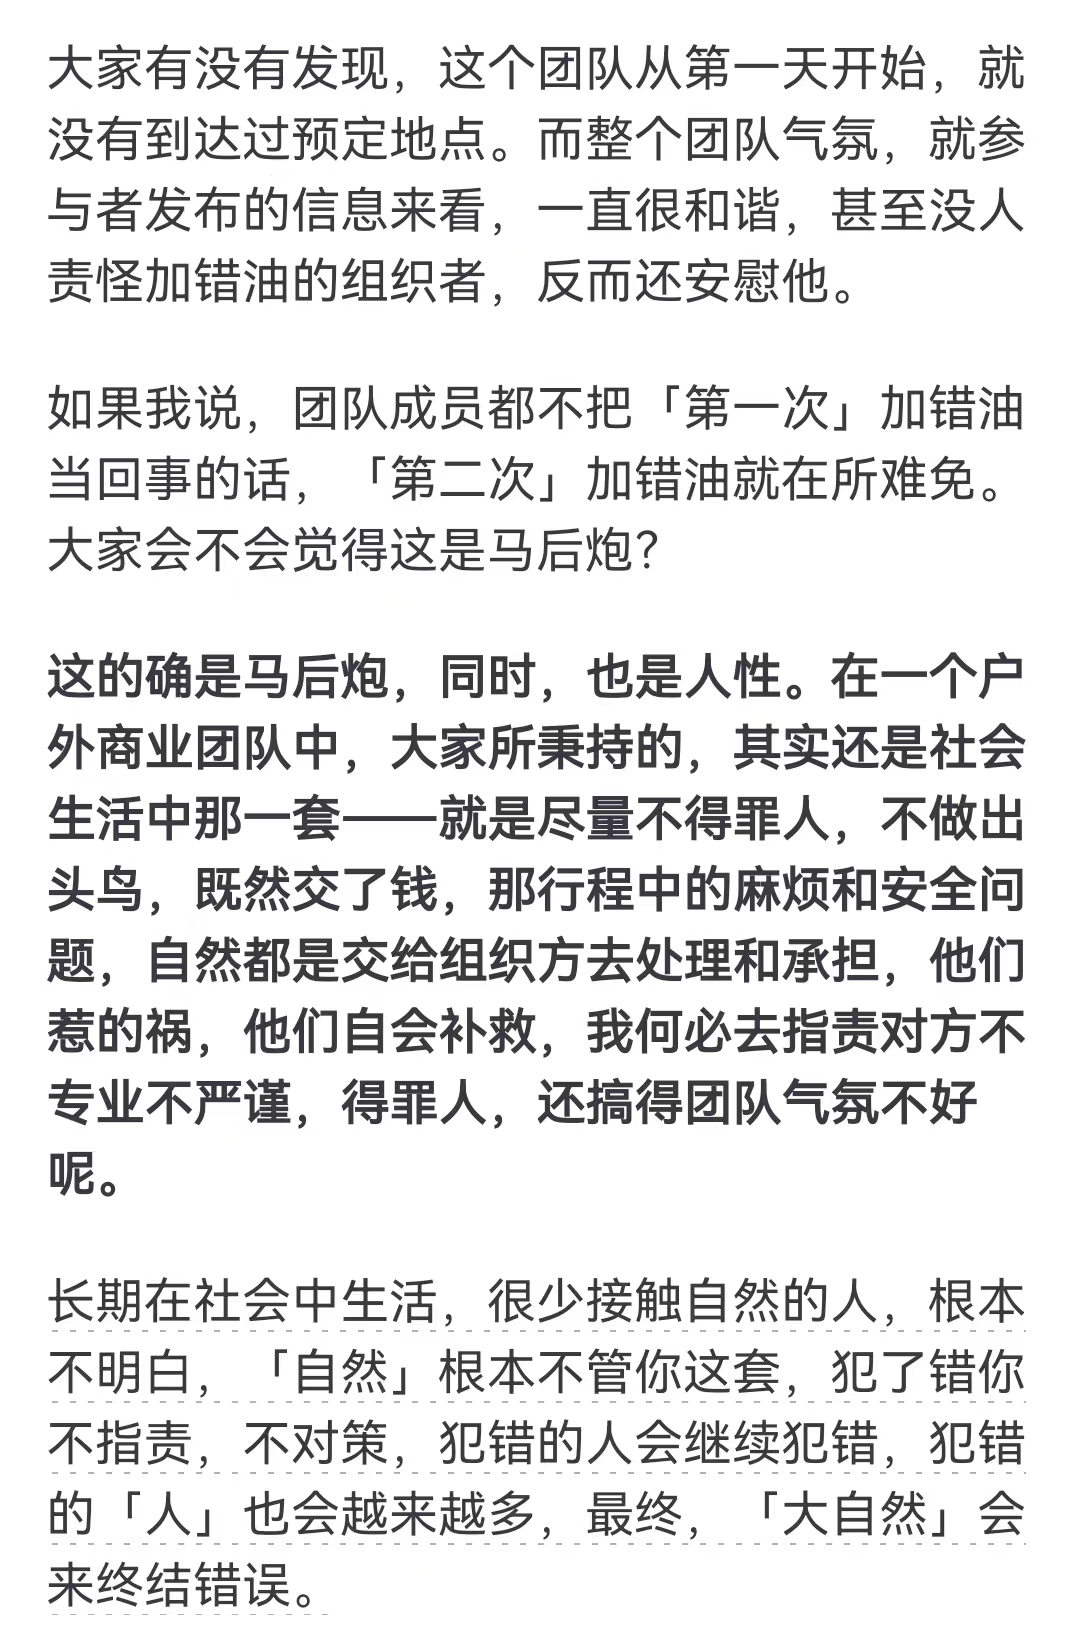 大家有没有发现，这个团队从第一天开始，就
没有到达过预定地点。而整个团队气氛，就参
与者发布的信息来看，一直很和谐，甚至没人
责怪加错油的组织者，反而还安慰他。
如果我说，团队成员都不把「第一次」加错油
当回事的话，「第二次」加错油就在所难免。
大家会不会觉得这是马后炮？
这的确是马后炮，同时，也是人性。在一个户
外商业团队中，大家所秉持的，其实还是社会
生活中那一套——就是尽量不得罪人，不做出
头鸟，既然交了钱，那行程中的麻烦和安全问
题，自然都是交给组织方去处理和承担，他们
惹的祸，他们自会补救，我何必去指责对方不
专业不严谨，得罪人，还搞得团队气氛不好
呢。
长期在社会中生活，很少接触自然的人，根本
不明白，「自然」根本不管你这套，犯了错你
不指责，不对策，犯错的人会继续犯错，犯错
的「人」也会越来越多，最终，「大自然」会
来终结错误。